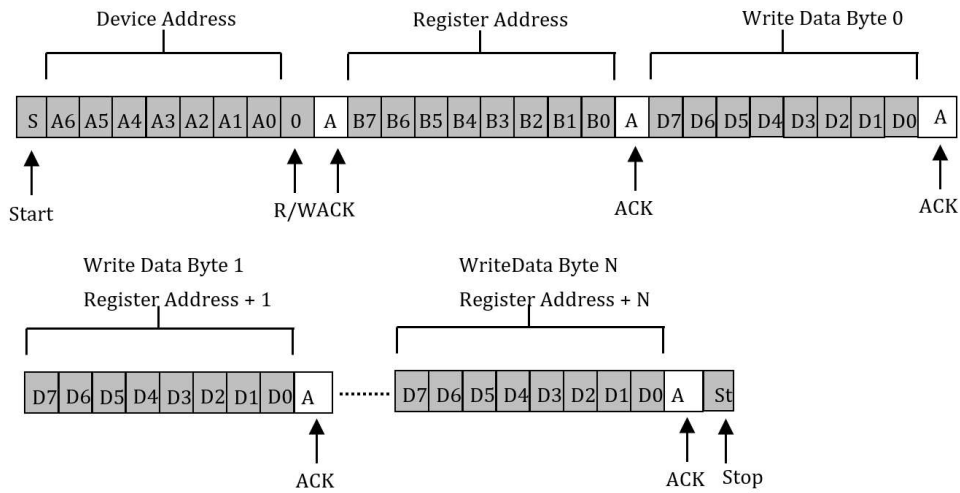 Device Address Register Address Write Data Byte 0
S A6 A5 A4 A3 A2 A1 A0 0 A B7 B6 B5 B4 B3 B2 B1 B0 A D7 D6 D5 D4 D3 D2 D1 D0 A
Start R/WACK ACK ACK
Write Data Byte 1 WriteData Byte N
Register Address + 1 Register Address + N
D7 D6 D5 D4 D3 D2 D1 D0 A ........ D7 D6 D5 D4 D3 D2 D1 D0 A St
ACK ACK Stop